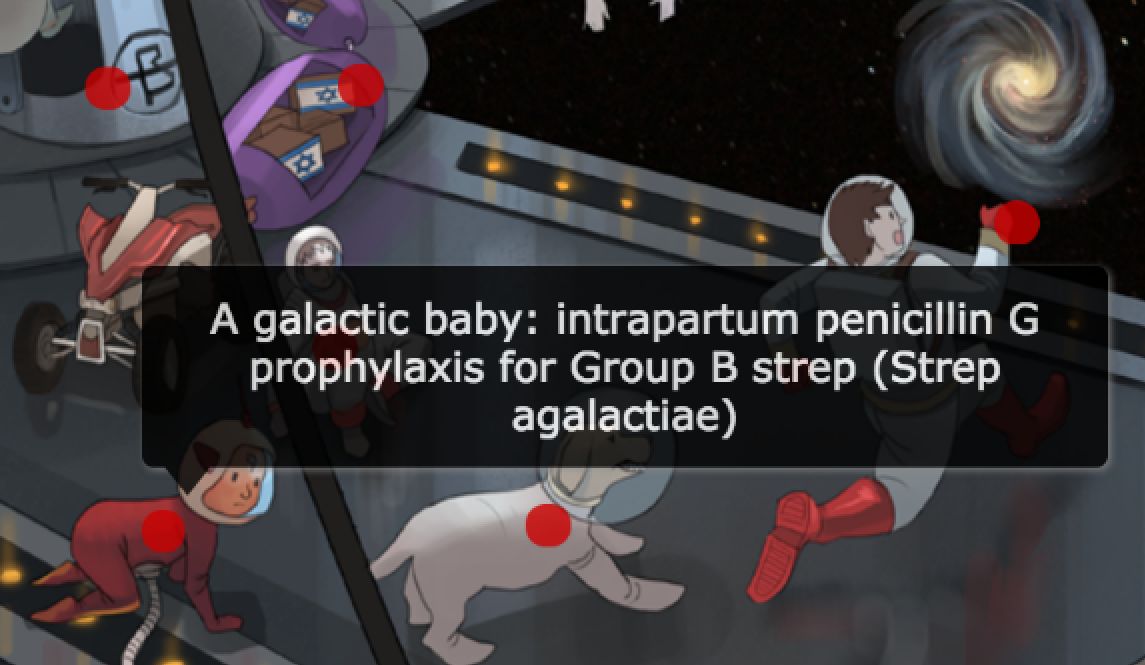 B
A galactic baby: intrapartum penicillin G
prophylaxis for Group B strep (Strep
agalactiae)